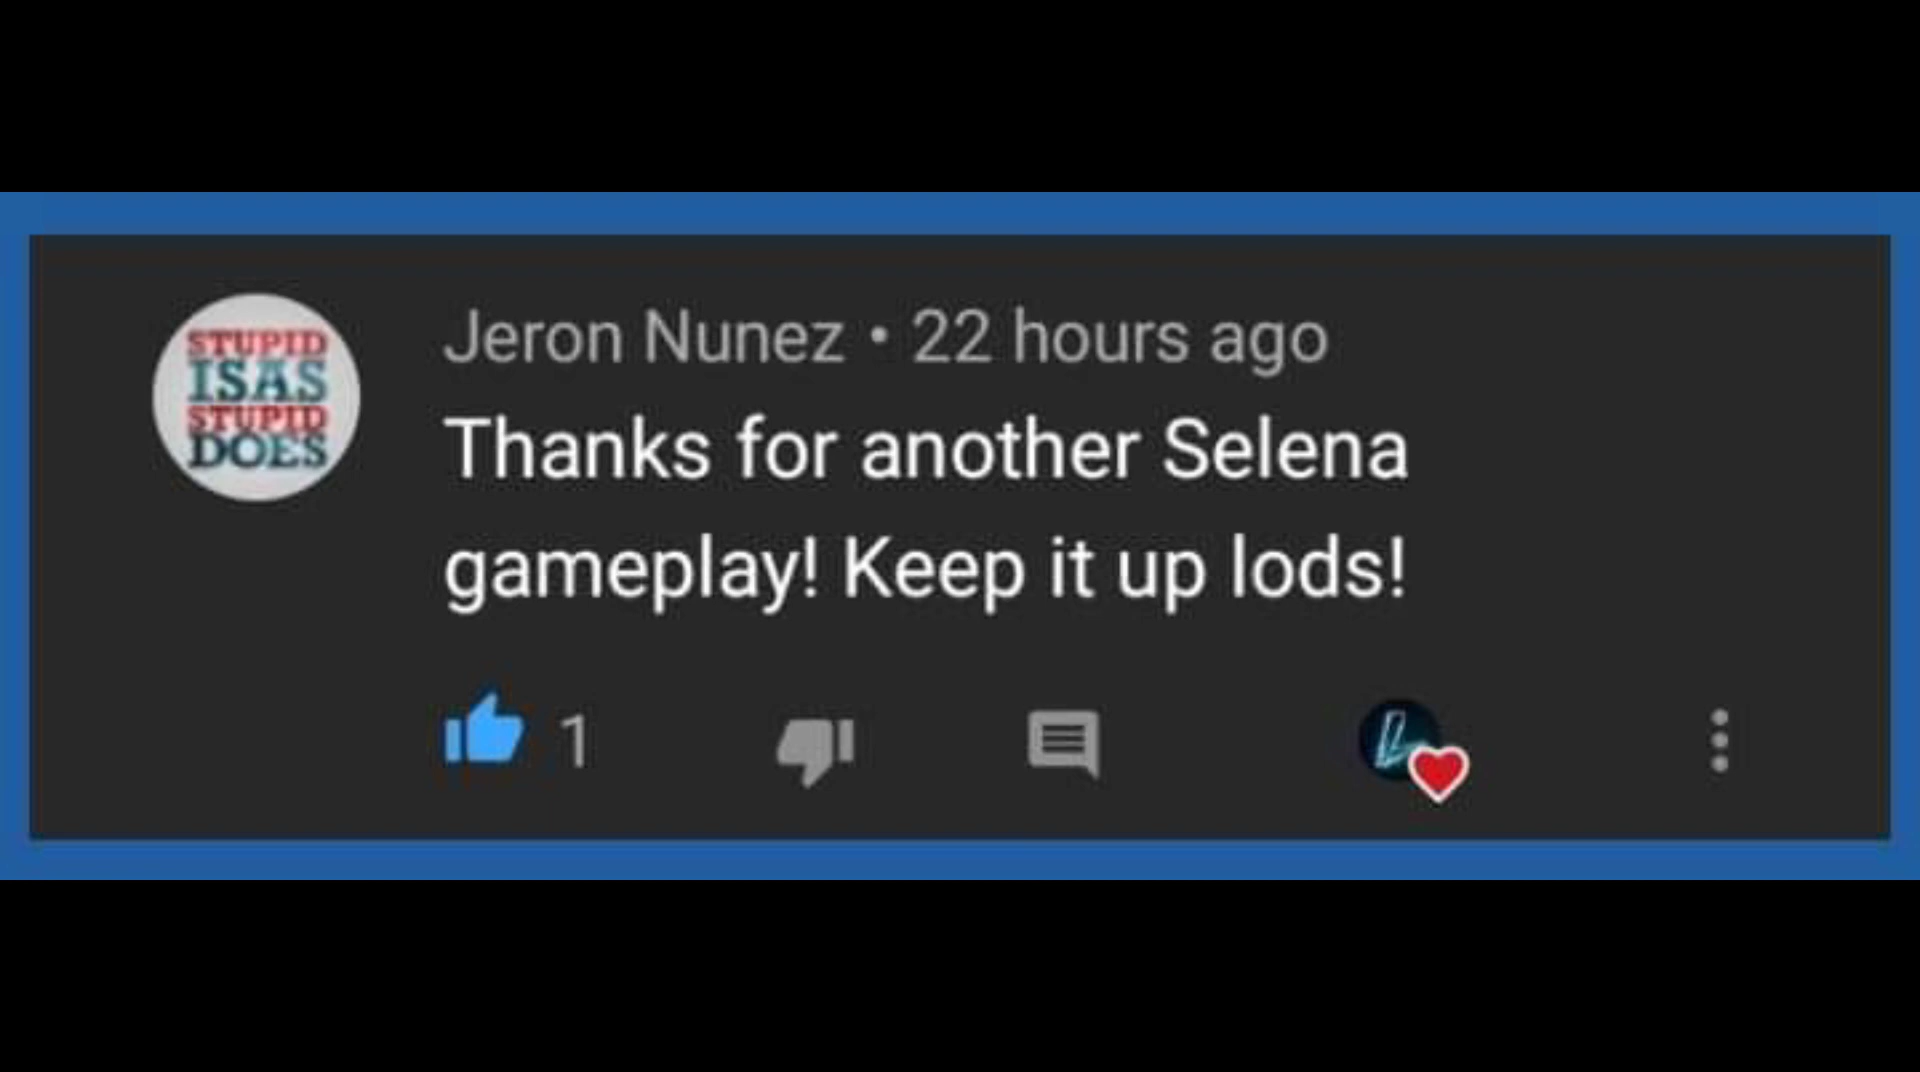 STUPID
ISAS
STUPID
DOES
Jeron Nunez • 22 hours ago
Thanks for another Selena
gameplay! Keep it up lods!
1
L